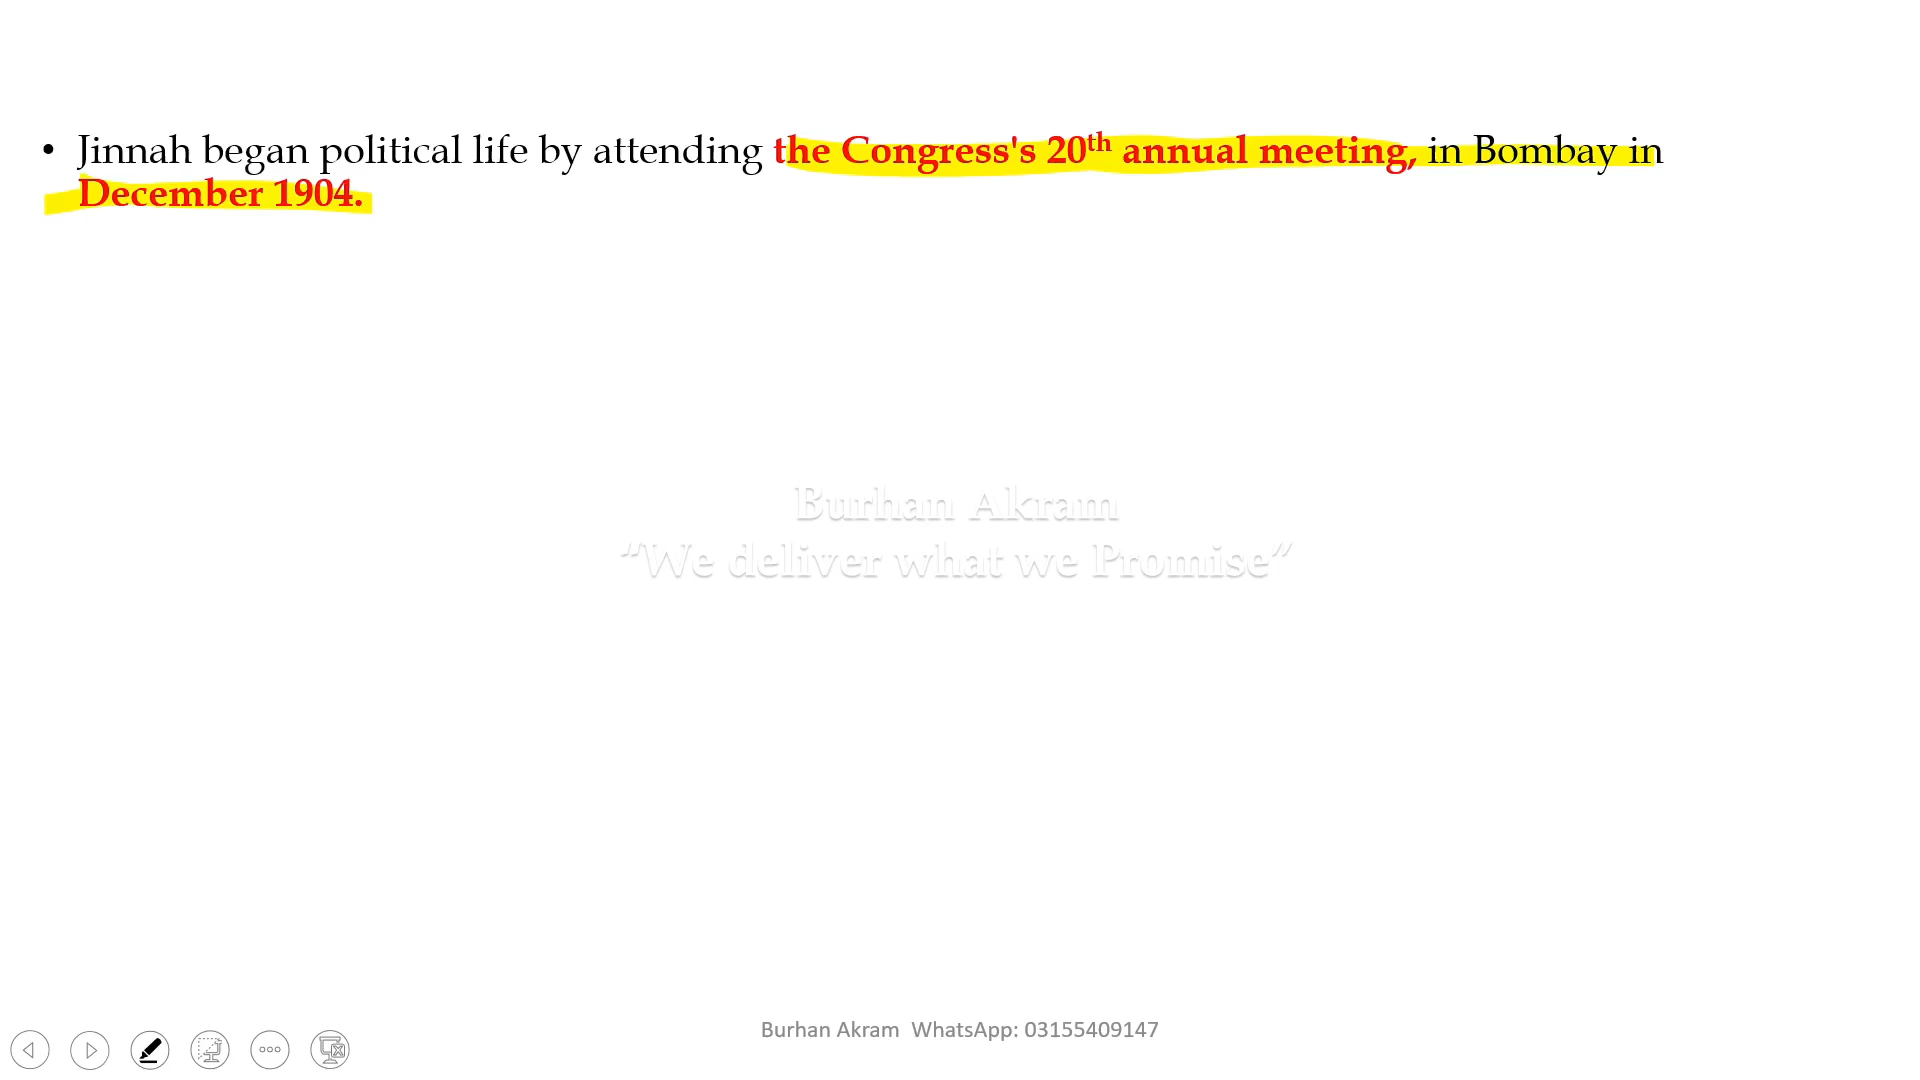 • Jinnah began political life by attending the Congress's 20th annual meeting, in Bombay in
December 1904.
Burhan Akram
“We deliver what we Promise”
Burhan Akram  WhatsApp: 03155409147